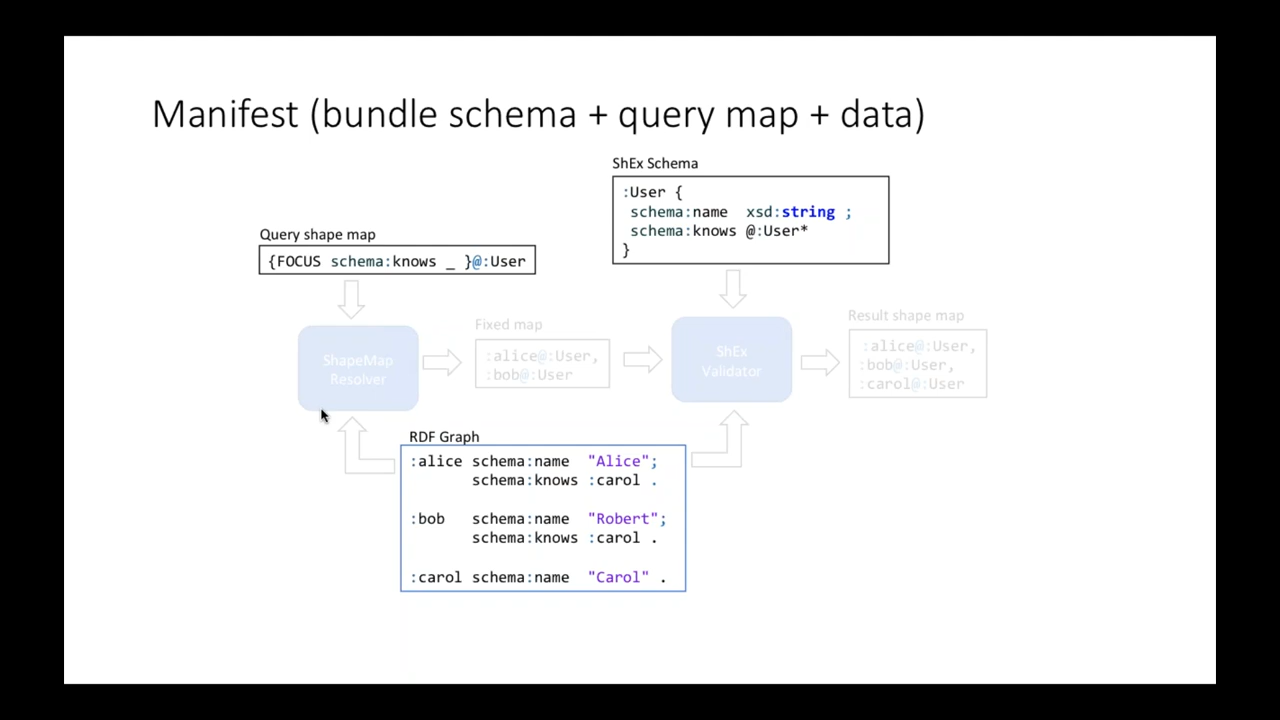 Manifest (bundle schema + query map + data)
ShEx Schema
:User {
schema:name xsd:string ;
schema:knows @:User*
}
Query shape map
{FOCUS schema:knows _ }@:User
ShapeMap
Resolver
Fixed map
:alice@:User,
:bob@:User
ShEx
Validator
Result shape map
:alice@:User,
:bob@:User,
:carol@:User
RDF Graph
:alice schema:name "Alice";
schema:knows :carol .
:bob schema:name "Robert";
schema:knows :carol .
:carol schema:name "Carol" .